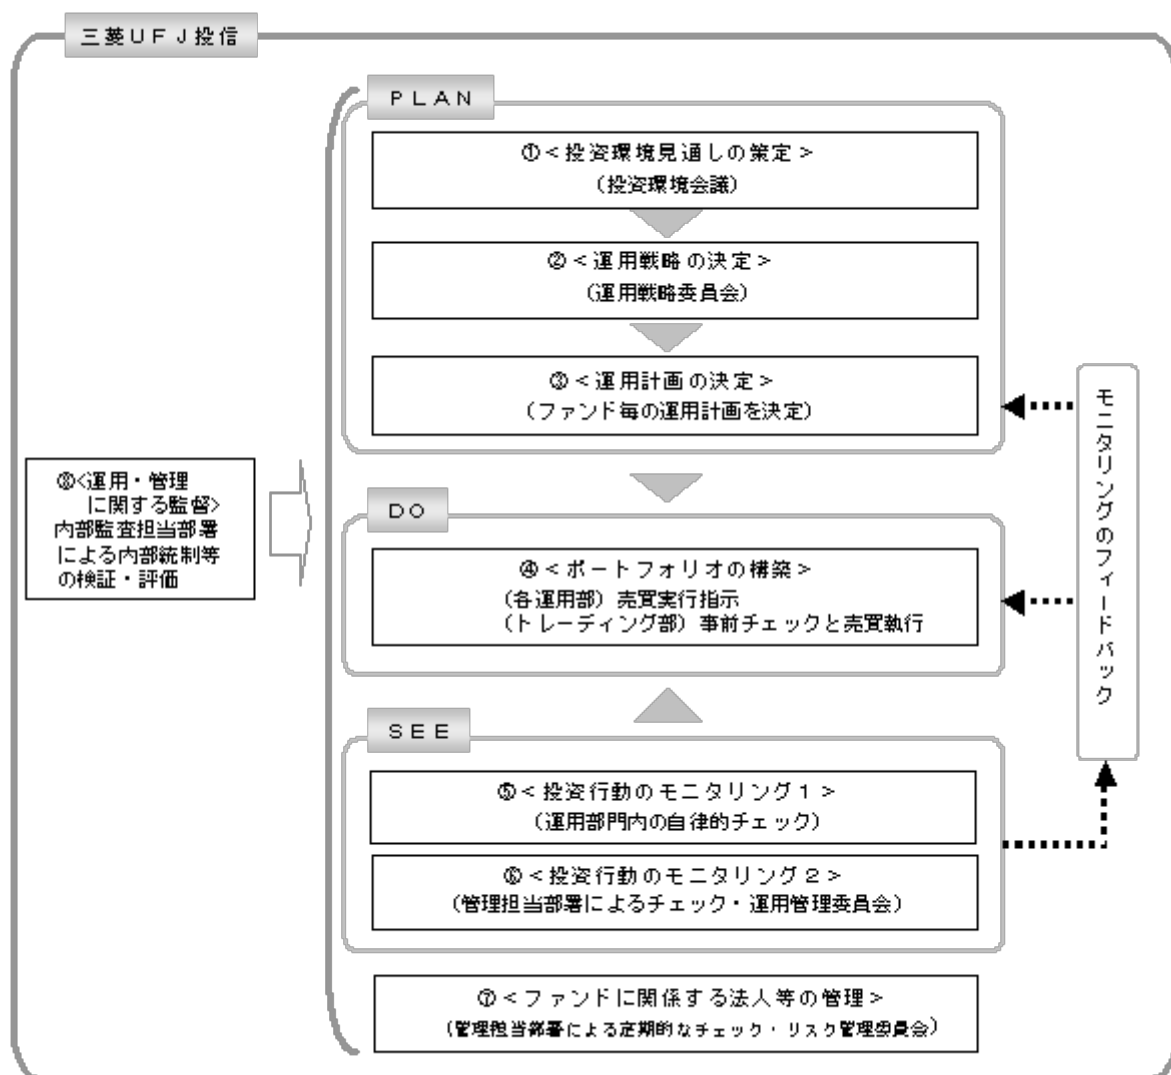 三菱UFJ投信
PLAN
①<投資環境見通しの策定>
(投資環境会議)
②<運用戦略の決定>
(運用戦略委員会)
③<運用計画の決定>
(ファンド毎の運用計画を決定)
⑧<運用・管理
に関する監督>
内部監査担当部署
による内部統制等
の検証・評価
DO
④<ポートフォリオの構築>
(各運用部)売買実行指示
(トレーディング部)事前チェックと売買執行
モニタリングのフィードバック
SEE
⑤<投資行動のモニタリング1>
(運用部門内の自律的チェック)
⑥<投資行動のモニタリング2>
(管理担当部署によるチェック・運用管理委員会)
⑦<ファンドに関係する法人等の管理>
(管理担当部署による定期的なチェック・リスク管理委員会)